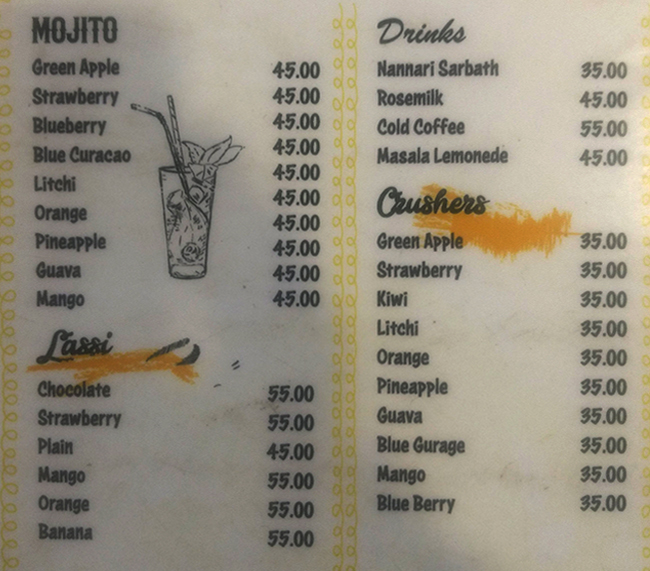 MOJITO
Green Apple 45.00
Strawberry 45.00
Blueberry 45.00
Blue Curacao 45.00
Litchi 45.00
Orange 45.00
Pineapple 45.00
Guava 45.00
Mango 45.00
45.00
Lassi
Chocolate 55.00
Strawberry 55.00
Plain 45.00
Mango 55.00
Orange 55.00
Banana 55.00
Drinks
Nannari Sarbath 35.00
Rosemilk 45.00
Cold Coffee 55.00
Masala Lemonede 45.00
Crushers
Green Apple 35.00
Strawberry 35.00
Kiwi 35.00
Litchi 35.00
Orange 35.00
Pineapple 35.00
Guava 35.00
Blue Gurage 35.00
Mango 35.00
Blue Berry 35.00